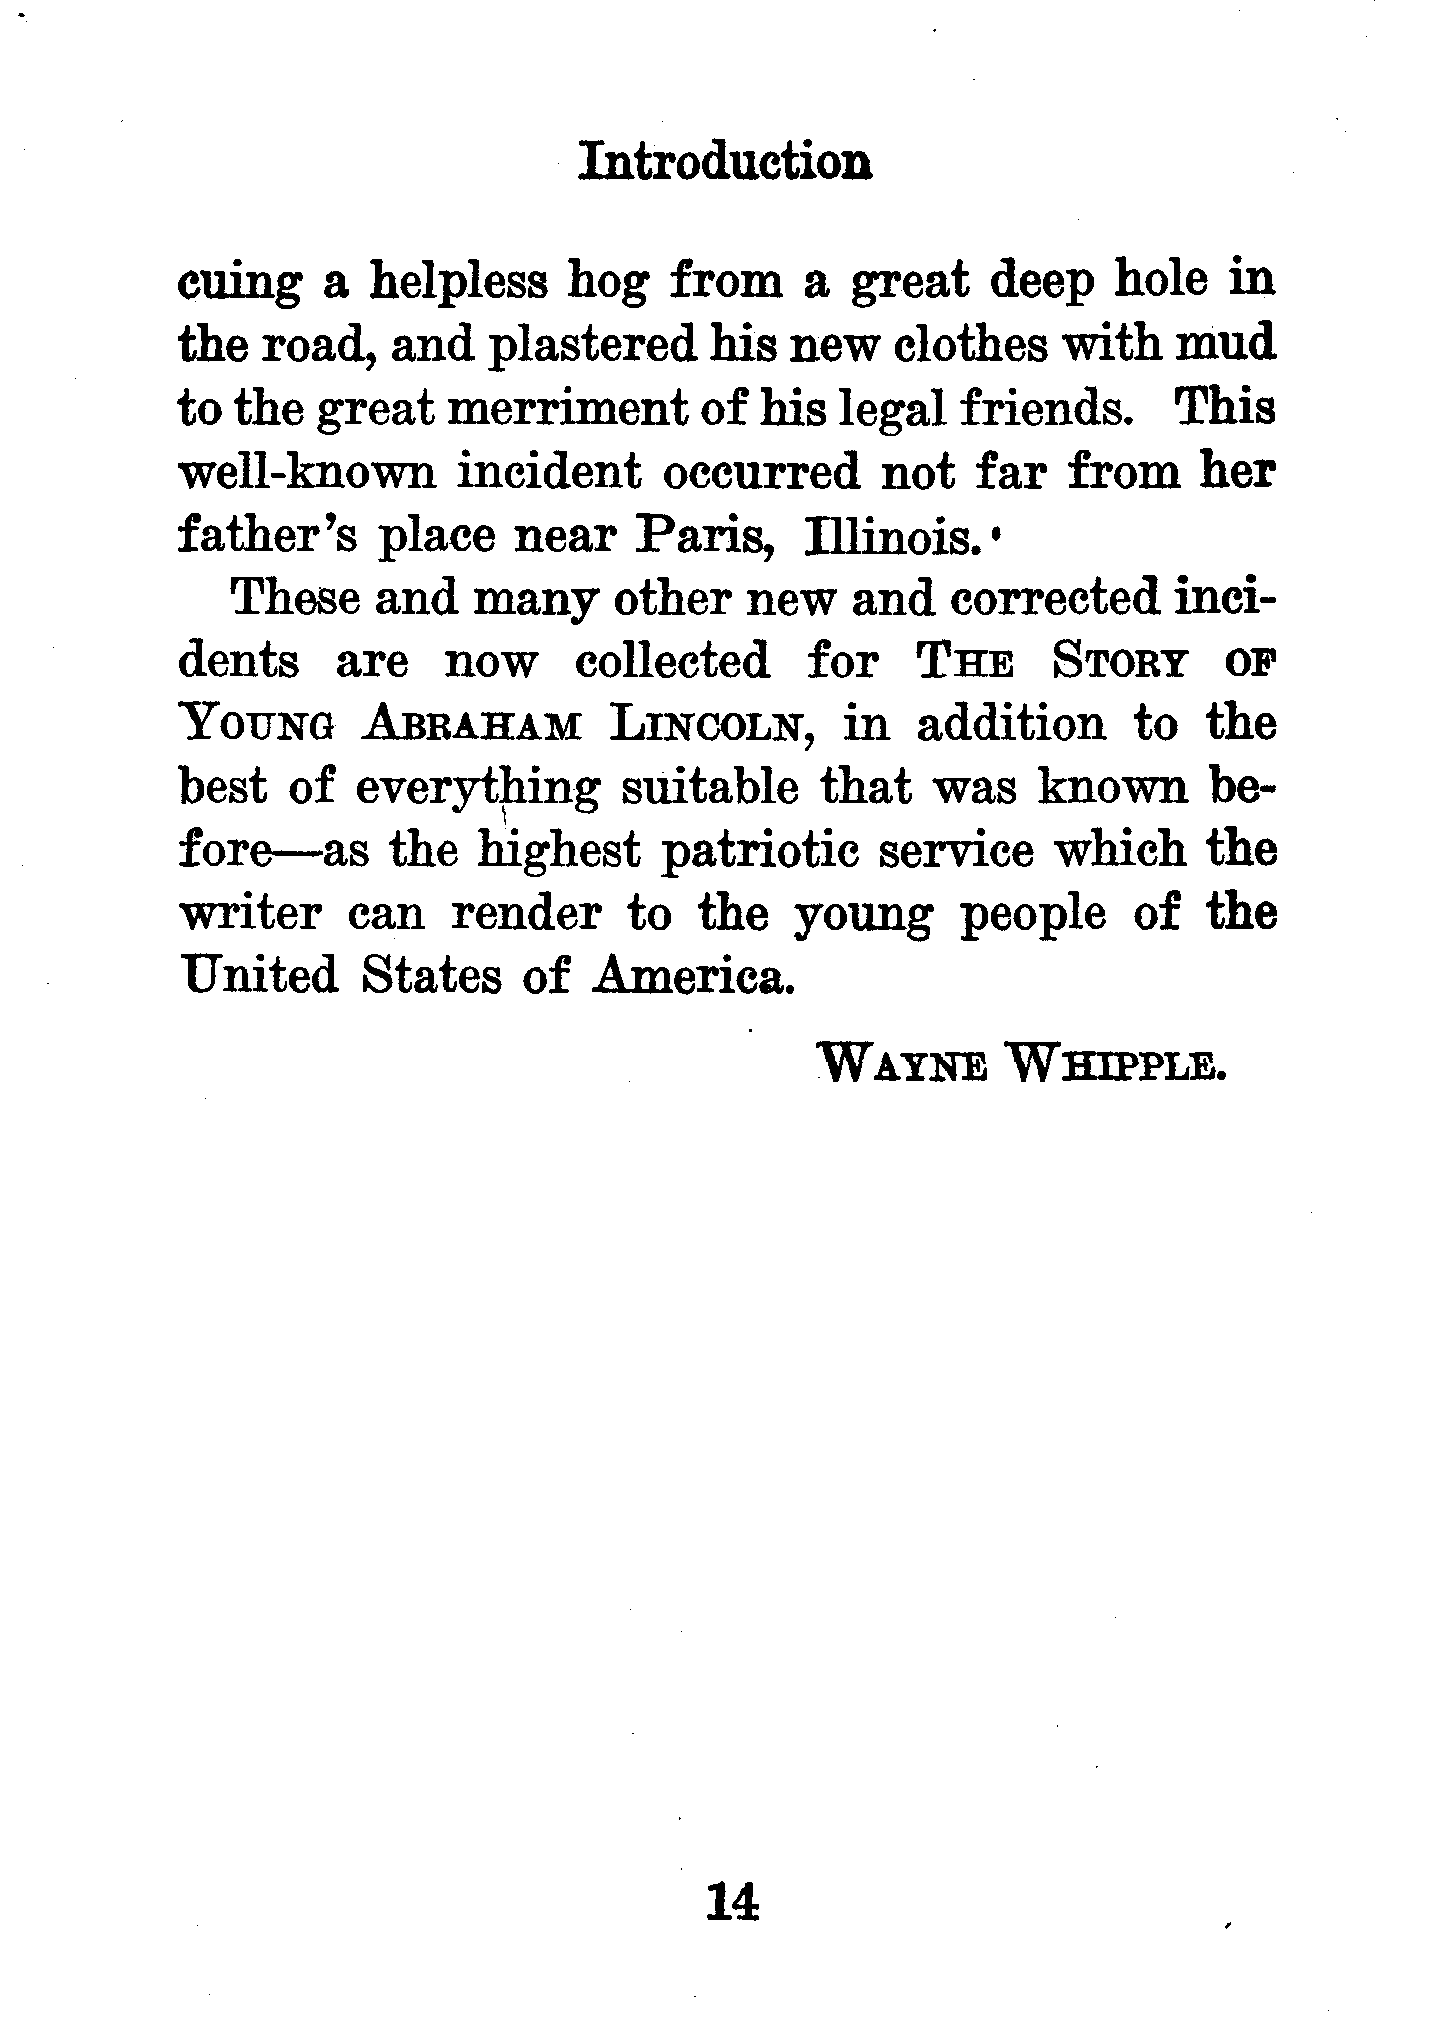 Introduction
cuing a helpless hog from a great deep hole in
the road, and plastered his new clothes with mud
to the great merriment of his legal friends. This
well-known incident occurred not far from her
father's place near Paris, Illinois.
These and many other new and corrected inci-
dents are now collected for THE STORY OF
YOUNG ABRAHAM LINCOLN, in addition to the
best of everything suitable that was known be-
fore—as the highest patriotic service which the
writer can render to the young people of the
United States of America.
WAYNE WHIPPLE.
14